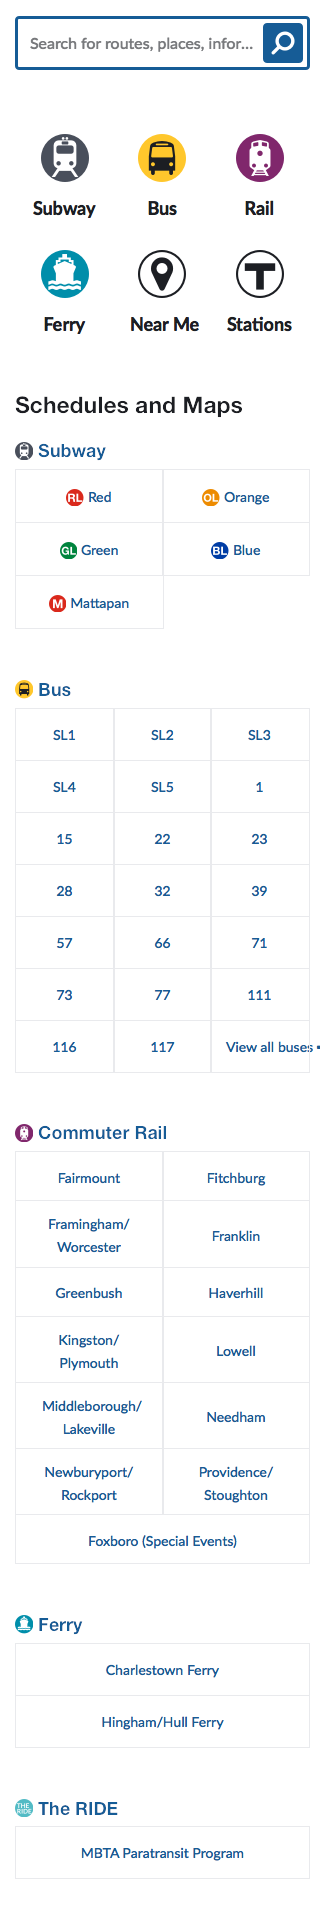 Search for routes, places, infor...
Subway Bus Rail
Ferry Near Me Stations
T
Schedules and Maps
Subway
RL Red OL Orange
GL Green BL Blue
M Mattapan
Bus
SL1 SL2 SL3
SL4 SL5 1
15 22 23
28 32 39
57 66 71
73 77 111
116 117 View all buses
Commuter Rail
Fairmount Fitchburg
Framingham/
Worcester
Franklin
Greenbush Haverhill
Kingston/
Plymouth
Lowell
Middleborough/
Lakeville
Needham
Newburyport/
Rockport
Providence/
Stoughton
Foxboro (Special Events)
Ferry
Charlestown Ferry
Hingham/Hull Ferry
THE
RIDE
The RIDE
MBTA Paratransit Program